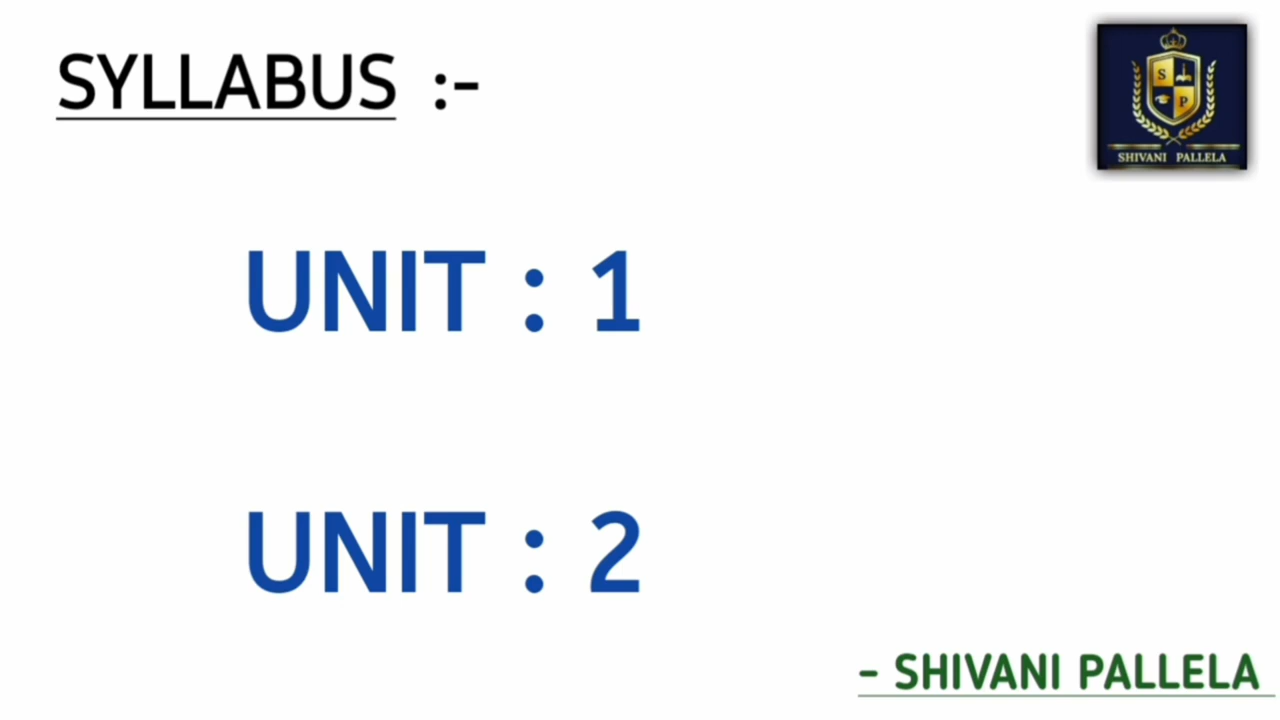 SYLLABUS :-
S
P
SHIVANI PALLELA
UNIT : 1
UNIT : 2
- SHIVANI PALLELA